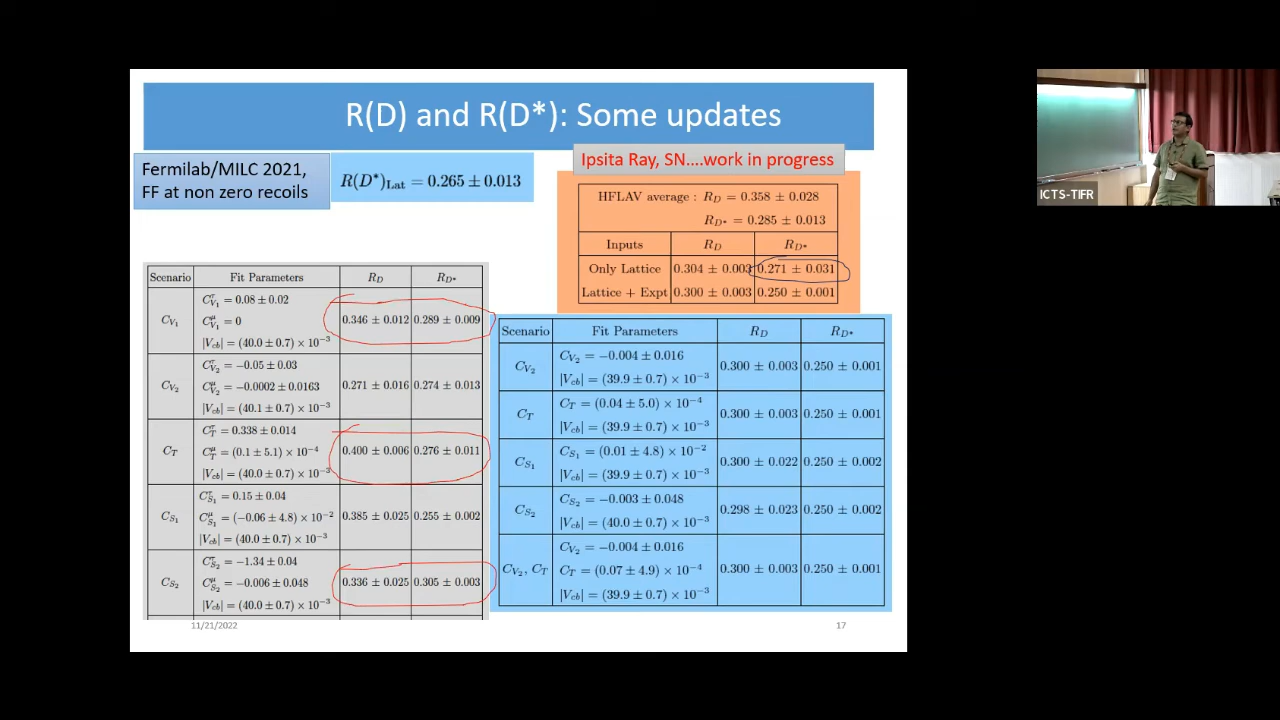 R(D) and R(D*): Some updates
Fermilab/MILC 2021,
FF at non zero recoils
R(D*)Lat = 0.265 ± 0.013
Ipsita Ray, SN....work in progress
HFLAV average : R_D = 0.358 ± 0.028
R_D* = 0.285 ± 0.013
Inputs R_D R_D*
Only Lattice 0.304 ± 0.003 0.271 ± 0.031
Lattice + Expt 0.300 ± 0.003 0.250 ± 0.001
Scenario Fit Parameters R_D R_D*
C_V1^τ = 0.08 ± 0.02
C_V1 C_V1^μ = 0 0.346 ± 0.012 0.289 ± 0.009
|V_cb| = (40.0 ± 0.7) × 10^−3
C_V2^τ = −0.05 ± 0.03
C_V2 C_V2^μ = −0.0002 ± 0.0163 0.271 ± 0.016 0.274 ± 0.013
|V_cb| = (40.1 ± 0.7) × 10^−3
C_T^τ = 0.338 ± 0.014
C_T C_T^μ = (0.1 ± 5.1) × 10^−4 0.400 ± 0.006 0.276 ± 0.011
|V_cb| = (40.0 ± 0.7) × 10^−3
C_S1^τ = 0.15 ± 0.04
C_S1 C_S1^μ = (−0.06 ± 4.8) × 10^−2 0.385 ± 0.025 0.255 ± 0.002
|V_cb| = (40.0 ± 0.7) × 10^−3
C_S2^τ = −1.34 ± 0.04
C_S2 C_S2^μ = −0.006 ± 0.048 0.336 ± 0.025 0.305 ± 0.003
|V_cb| = (40.0 ± 0.7) × 10^−3
Scenario Fit Parameters R_D R_D*
C_V2 = −0.004 ± 0.016
C_V2 0.300 ± 0.003 0.250 ± 0.001
|V_cb| = (39.9 ± 0.7) × 10^−3
C_T = (0.04 ± 5.0) × 10^−4
C_T 0.300 ± 0.003 0.250 ± 0.001
|V_cb| = (39.9 ± 0.7) × 10^−3
C_S1 = (0.01 ± 4.8) × 10^−2
C_S1 0.300 ± 0.022 0.250 ± 0.002
|V_cb| = (39.9 ± 0.7) × 10^−3
C_S2 = −0.003 ± 0.048
C_S2 0.298 ± 0.023 0.250 ± 0.002
|V_cb| = (40.0 ± 0.7) × 10^−3
C_V2 = −0.004 ± 0.016
C_V2, C_T C_T = (0.07 ± 4.9) × 10^−4 0.300 ± 0.003 0.250 ± 0.001
|V_cb| = (39.9 ± 0.7) × 10^−3
11/21/2022
17
ICTS-TIFR